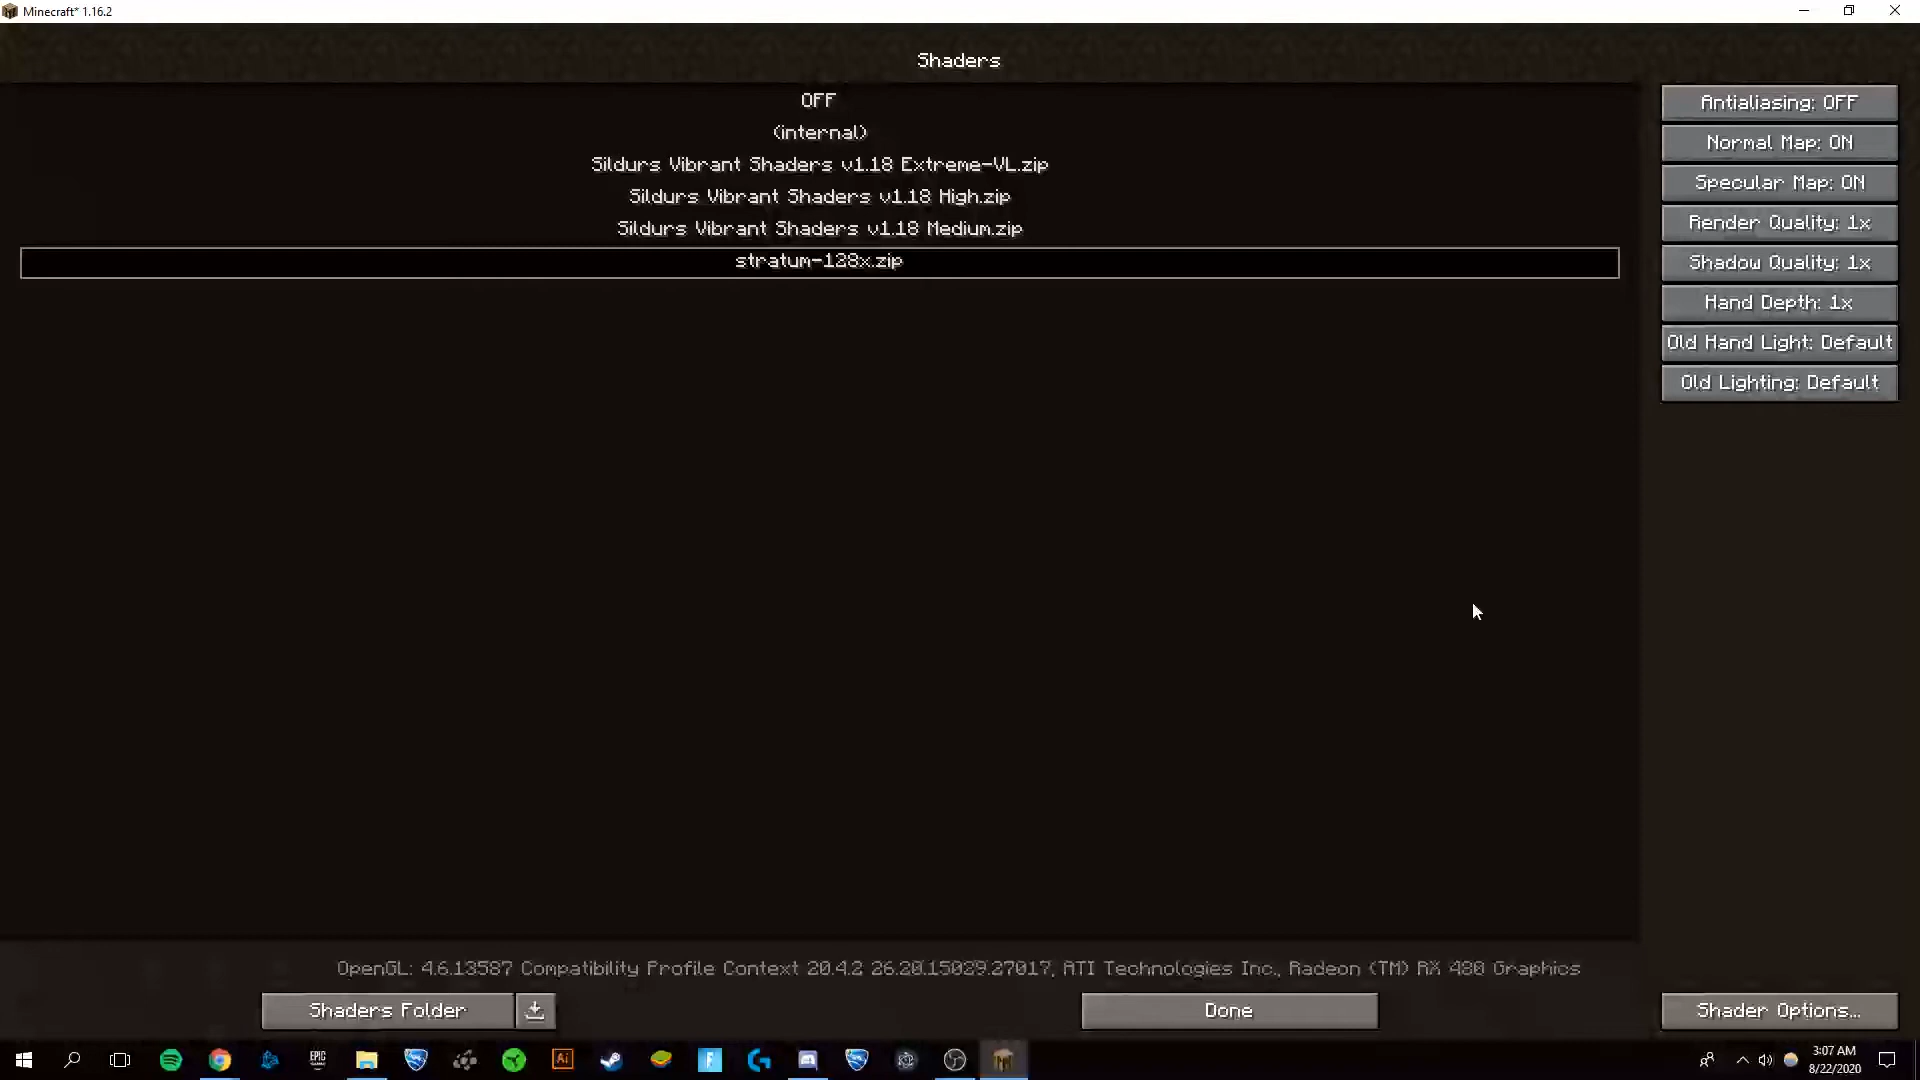 Minecraft* 1.16.2
Shaders
OFF
(internal)
Sildurs Vibrant Shaders v1.18 Extreme-VL.zip
Sildurs Vibrant Shaders v1.18 High.zip
Sildurs Vibrant Shaders v1.18 Medium.zip
stratum-128x.zip
Antialiasing: OFF
Normal Map: ON
Specular Map: ON
Render Quality: 1x
Shadow Quality: 1x
Hand Depth: 1x
Old Hand Light: Default
Old Lighting: Default
OpenGL: 4.6.13587 Compatibility Profile Context 20.4.2 26.20.15029.27017, ATI Technologies Inc., Radeon (TM) RX 480 Graphics
Shaders Folder
Done
Shader Options...
EPIC
GAMES
Ai
3:07 AM
8/22/2020